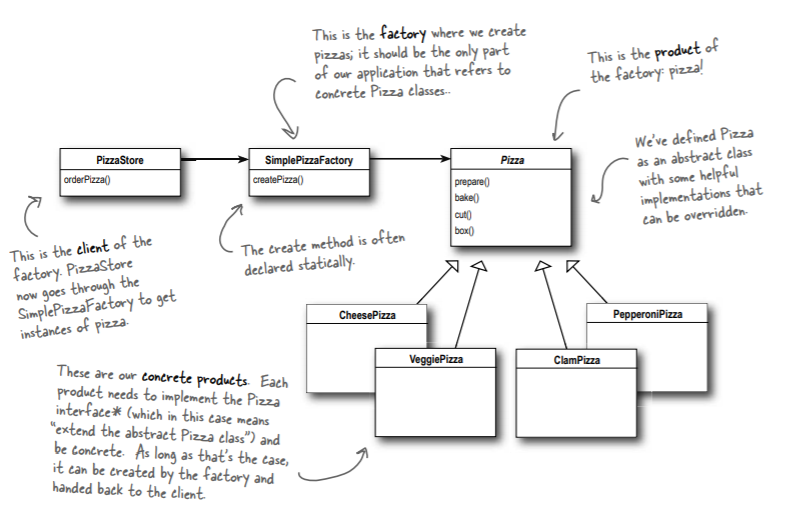 This is the factory where we create
pizzas; it should be the only part
of our application that refers to
concrete Pizza classes..
This is the product of
the factory: pizza!
PizzaStore
orderPizza()
SimplePizzaFactory
createPizza()
Pizza
prepare()
bake()
cut()
box()
We've defined Pizza
as an abstract class
with some helpful
implementations that
can be overridden.
This is the client of the
factory. PizzaStore
now goes through the
SimplePizzaFactory to get
instances of pizza.
The create method is often
declared statically.
CheesePizza
VeggiePizza
ClamPizza
PepperoniPizza
These are our concrete products. Each
product needs to implement the Pizza
interface* (which in this case means
“extend the abstract Pizza class”) and
be concrete. As long as that's the case,
it can be created by the factory and
handed back to the client.